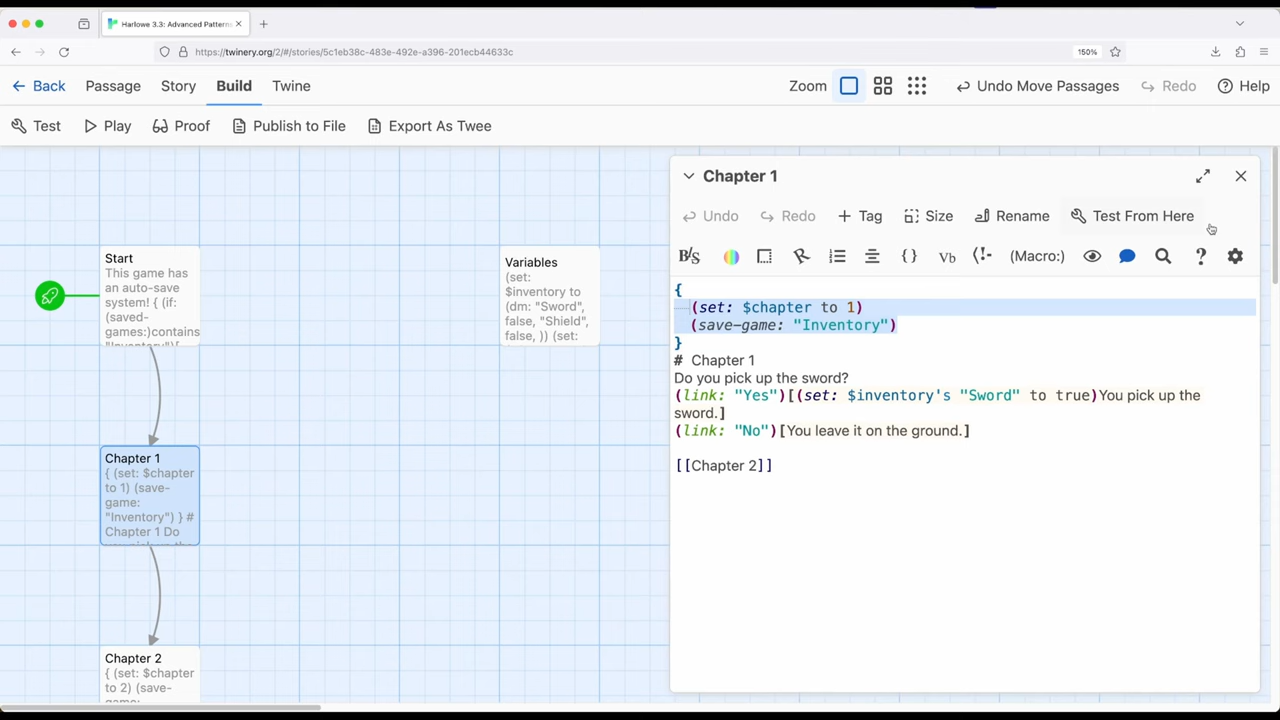 Harlowe 3.3: Advanced Pattern
https://twinery.org/2/#/stories/5c1eb38c-483e-492e-a396-201ecb44633c
150%
Back
Passage
Story
Build
Twine
Zoom
Undo Move Passages
Redo
Help
Test
Play
Proof
Publish to File
Export As Twee
Start
This game has
an auto-save
system! {
(if:
(saved-
games:)contains
Variables
(set:
$inventory to
(dm: "Sword",
false, "Shield",
false, )) (set:
Chapter 1
{ (set: $chapter
to 1) (save-
game:
"Inventory") } #
Chapter 1 Do
Chapter 2
{ (set: $chapter
to 2) (save-
game:
Chapter 1
Undo
Redo
+ Tag
Size
Rename
Test From Here
B/S
{}
Vb
(Macro:)
?
{
(set: $chapter to 1)
(save-game: "Inventory")
}
# Chapter 1
Do you pick up the sword?
(link: "Yes")[(set: $inventory's "Sword" to true)You pick up the
sword.]
(link: "No")[You leave it on the ground.]
[[Chapter 2]]